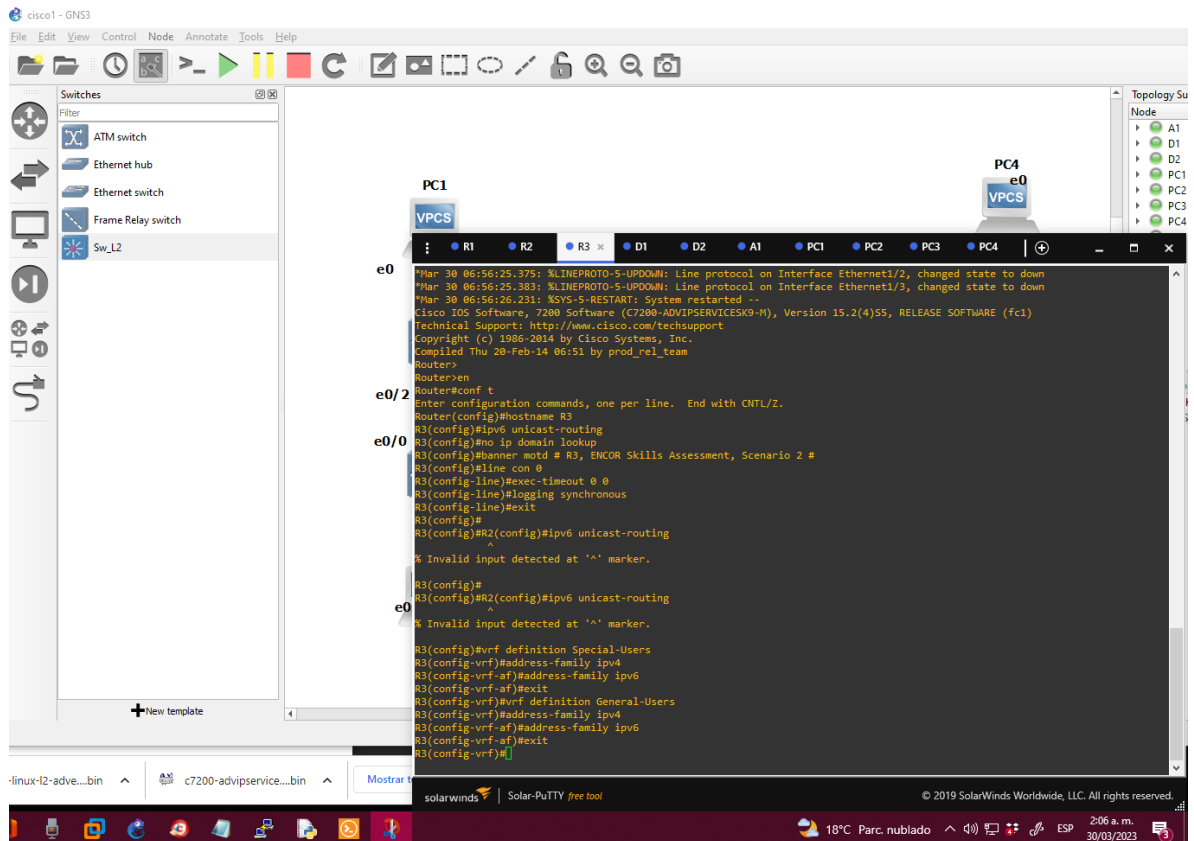 cisco1 - GNS3
File Edit View Control Node Annotate Tools Help
Switches
Filter
ATM switch
Ethernet hub
Ethernet switch
Frame Relay switch
Sw_L2
New template
Topology Su
Node
A1
D1
D2
PC1
PC2
PC3
PC4
PC1
VPCS
e0
PC4
e0
VPCS
e0/2
e0/0
e0
R1 R2 R3 D1 D2 A1 PC1 PC2 PC3 PC4
*Mar 30 06:56:25.375: %LINEPROTO-5-UPDOWN: Line protocol on Interface Ethernet1/2, changed state to down
*Mar 30 06:56:25.383: %LINEPROTO-5-UPDOWN: Line protocol on Interface Ethernet1/3, changed state to down
*Mar 30 06:56:26.231: %SYS-5-RESTART: System restarted --
Cisco IOS Software, 7200 Software (C7200-ADVIPSERVICESK9-M), Version 15.2(4)S5, RELEASE SOFTWARE (fc1)
Technical Support: http://www.cisco.com/techsupport
Copyright (c) 1986-2014 by Cisco Systems, Inc.
Compiled Thu 20-Feb-14 06:51 by prod_rel_team
Router>
Router>en
Router#conf t
Enter configuration commands, one per line.  End with CNTL/Z.
Router(config)#hostname R3
R3(config)#ipv6 unicast-routing
R3(config)#no ip domain lookup
R3(config)#banner motd # R3, ENCOR Skills Assessment, Scenario 2 #
R3(config)#line con 0
R3(config-line)#exec-timeout 0 0
R3(config-line)#logging synchronous
R3(config-line)#exit
R3(config)#
R3(config)#R2(config)#ipv6 unicast-routing
^
% Invalid input detected at '^' marker.
R3(config)#
R3(config)#R2(config)#ipv6 unicast-routing
^
% Invalid input detected at '^' marker.
R3(config)#vrf definition Special-Users
R3(config-vrf)#address-family ipv4
R3(config-vrf-af)#address-family ipv6
R3(config-vrf-af)#exit
R3(config-vrf)#vrf definition General-Users
R3(config-vrf)#address-family ipv4
R3(config-vrf-af)#address-family ipv6
R3(config-vrf-af)#exit
R3(config-vrf)#
solarwinds Solar-PuTTY free tool © 2019 SolarWinds Worldwide, LLC. All rights reserved.
-linux-l2-adve....bin c7200-advipservice....bin Mostrar t
18°C Parc. nublado ESP 2:06 a. m.
30/03/2023
3